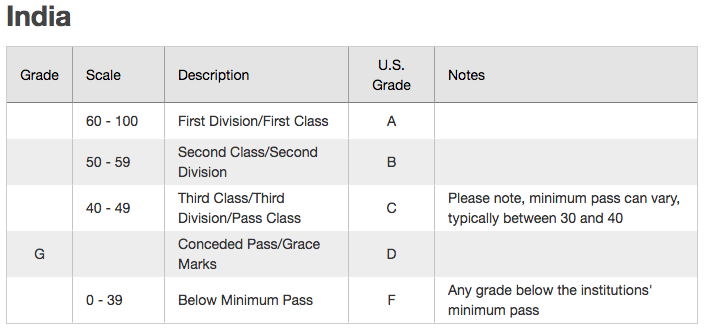 India
Grade Scale Description U.S. Grade Notes
60 - 100 First Division/First Class A
50 - 59 Second Class/Second Division B
40 - 49 Third Class/Third Division/Pass Class C Please note, minimum pass can vary, typically between 30 and 40
G Conceded Pass/Grace Marks D
0 - 39 Below Minimum Pass F Any grade below the institutions' minimum pass